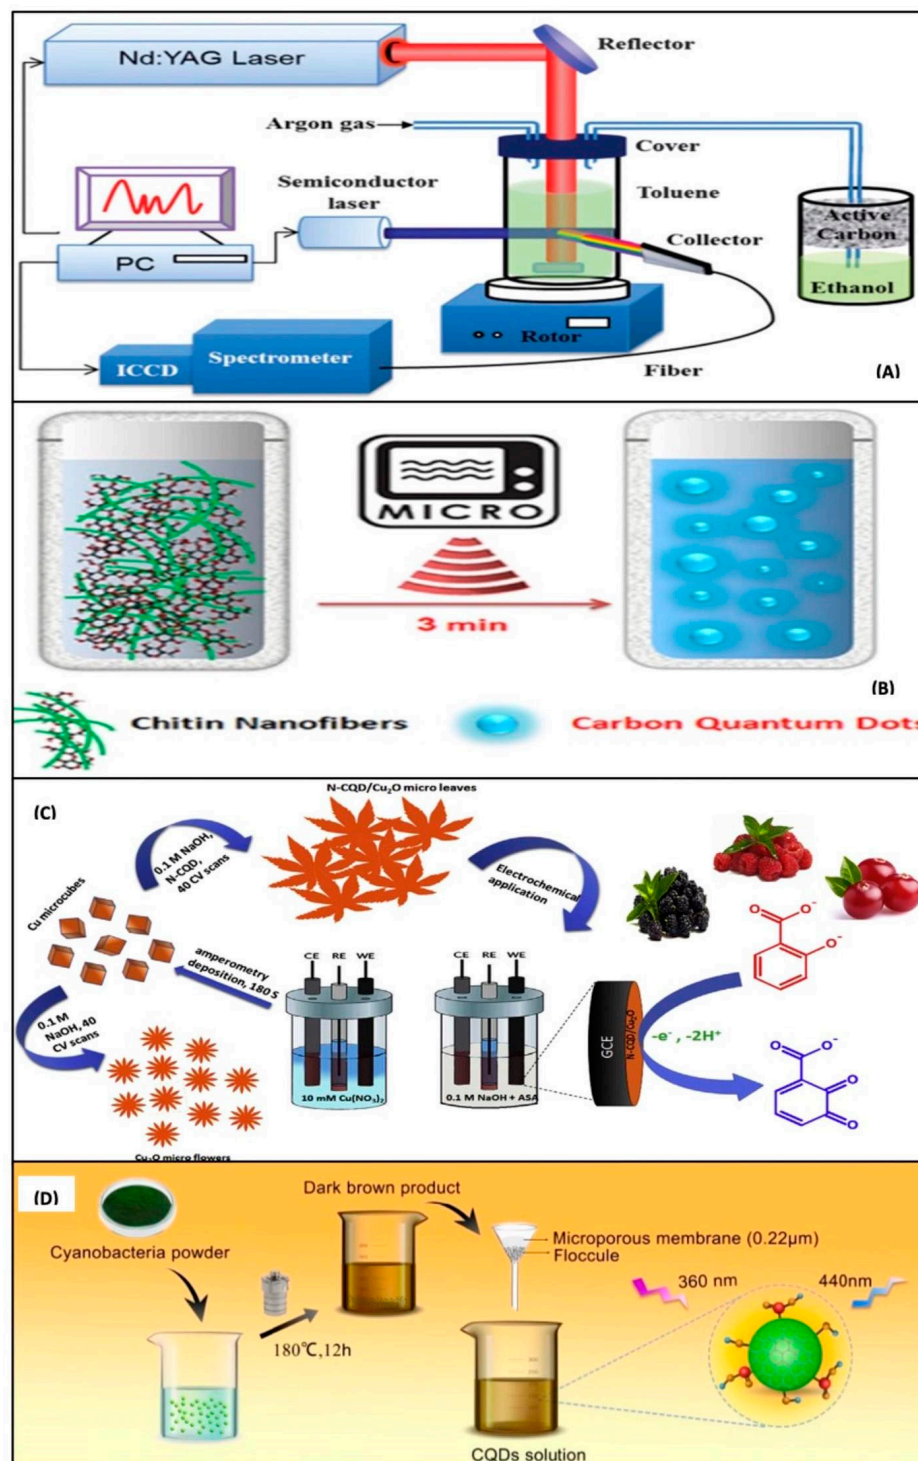 Nd:YAG Laser
Reflector
Argon gas
Cover
Semiconductor
laser
Toluene
Active
Carbon
PC
Collector
Ethanol
Rotor
ICCD
Spectrometer
Fiber
(A)
MICRO
3 min
(B)
Chitin Nanofibers
Carbon Quantum Dots
(C)
N-CQD/Cu₂O micro leaves
0.1 M NaOH,
N-CQD,
40 CV scans
Electrochemical
application
Cu microcubes
amperometry
deposition, 180 S
CE RE WE
CE RE WE
0.1 M
NaOH, 40
CV scans
10 mM Cu(NO₃)₂
0.1 M NaOH + ASA
GCE
N-CQD/Cu₂O
-e⁻, -2H⁺
O
O⁻
O⁻
O
O⁻
O
O
Cu₂O micro flowers
(D)
Dark brown product
Cyanobacteria powder
Microporous membrane (0.22μm)
Floccule
360 nm
440nm
180℃,12h
CQDs solution